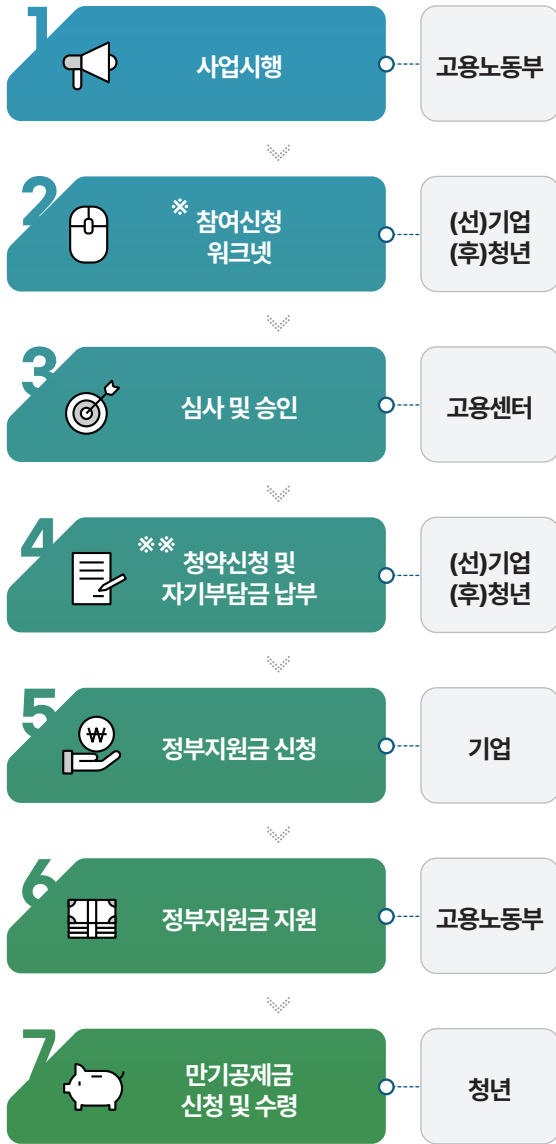 1
사업시행
고용노동부
2
※ 참여신청
워크넷
(선)기업
(후)청년
3
심사 및 승인
고용센터
4
※※ 청약신청 및
자기부담금 납부
(선)기업
(후)청년
5
₩
정부지원금 신청
기업
6
정부지원금 지원
고용노동부
7
만기공제금
신청 및 수령
청년